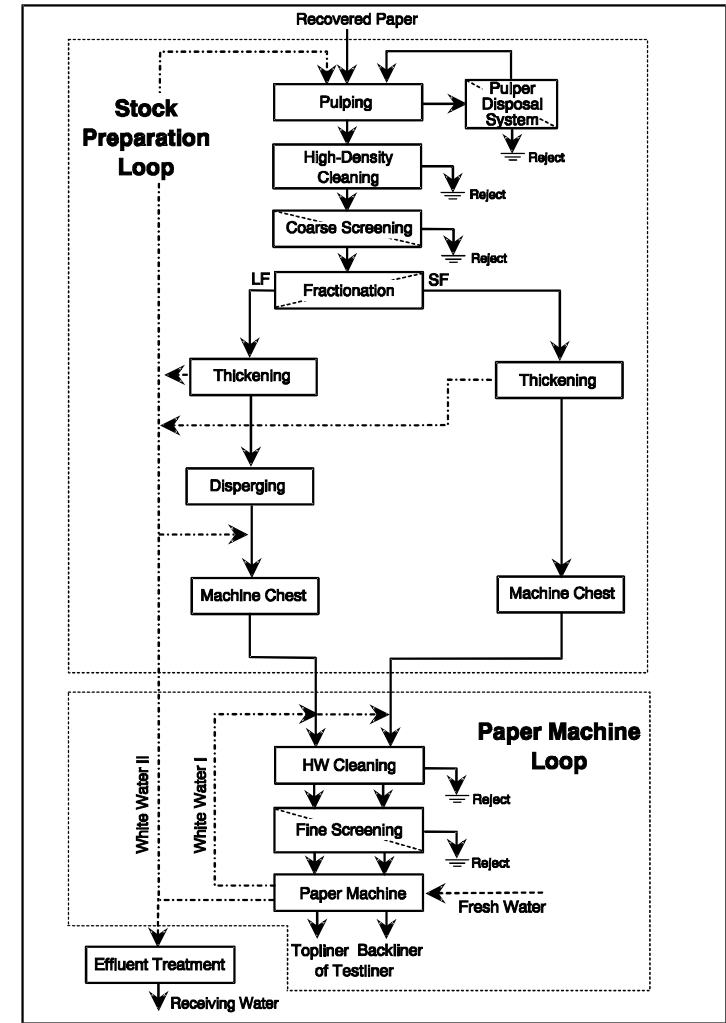 Recovered Paper
Stock
Preparation
Loop
Pulping
Pulper
Disposal
System
Reject
High-Density
Cleaning
Reject
Coarse Screening
Reject
LF
SF
Fractionation
Thickening
Thickening
Disperging
Machine Chest
Machine Chest
Paper Machine
Loop
White Water II
White Water I
HW Cleaning
Reject
Fine Screening
Reject
Paper Machine
Fresh Water
Topliner Backliner
of Testliner
Effluent Treatment
Receiving Water